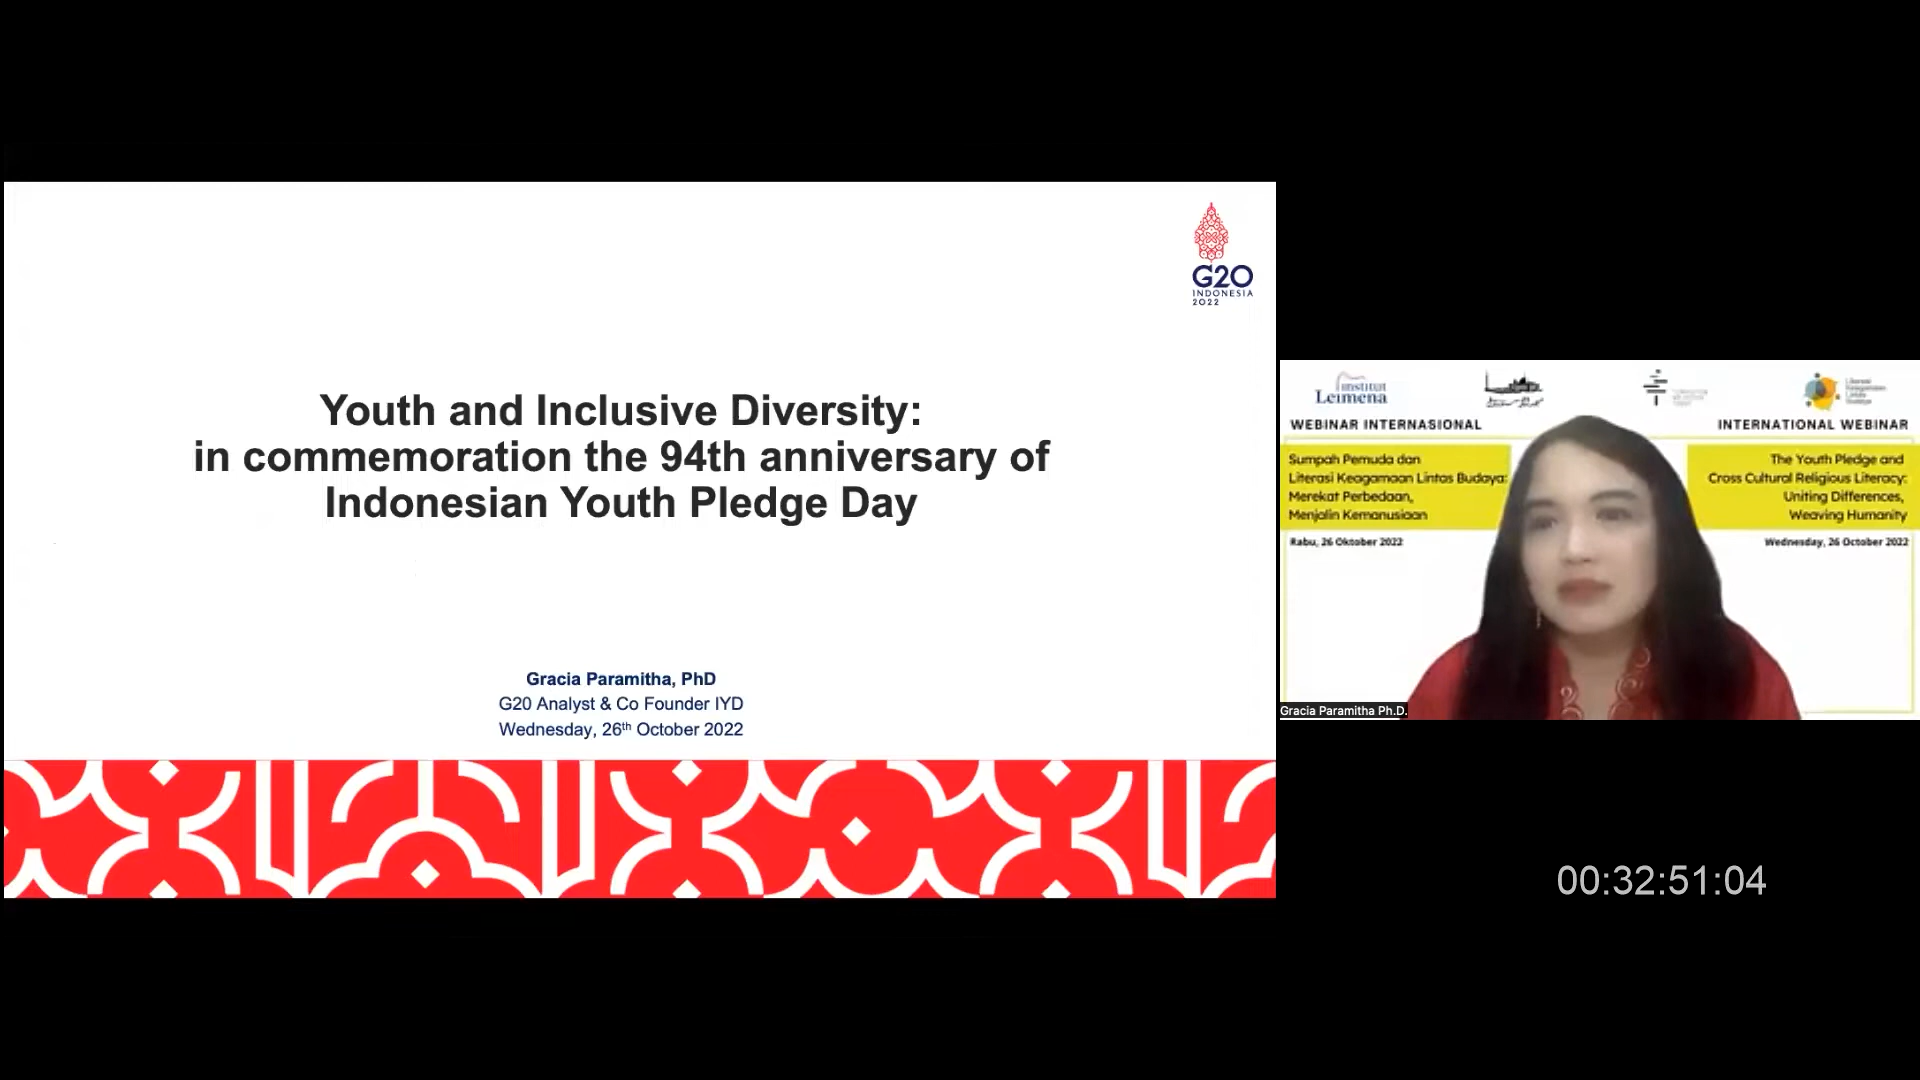 G20
INDONESIA
2022
Youth and Inclusive Diversity:
in commemoration the 94th anniversary of
Indonesian Youth Pledge Day
Gracia Paramitha, PhD
G20 Analyst & Co Founder IYD
Wednesday, 26th October 2022
institut
Leimena
WEBINAR INTERNASIONAL
INTERNATIONAL WEBINAR
Sumpah Pemuda dan
Literasi Keagamaan Lintas Budaya:
Merekat Perbedaan,
Menjalin Kemanusiaan
Rabu, 26 Oktober 2022
The Youth Pledge and
Cross Cultural Religious Literacy:
Uniting Differences,
Weaving Humanity
Wednesday, 26 October 2022
Gracia Paramitha Ph.D.
00:32:51:04